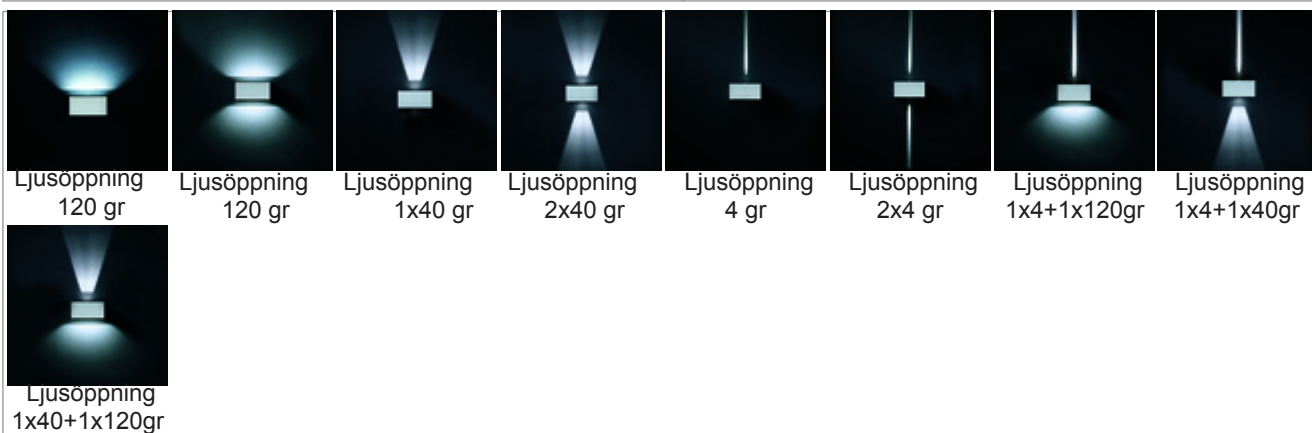 Ljusöppning
120 gr
Ljusöppning
120 gr
Ljusöppning
1x40 gr
Ljusöppning
2x40 gr
Ljusöppning
4 gr
Ljusöppning
2x4 gr
Ljusöppning
1x4+1x120gr
Ljusöppning
1x4+1x40gr
Ljusöppning
1x40+1x120gr